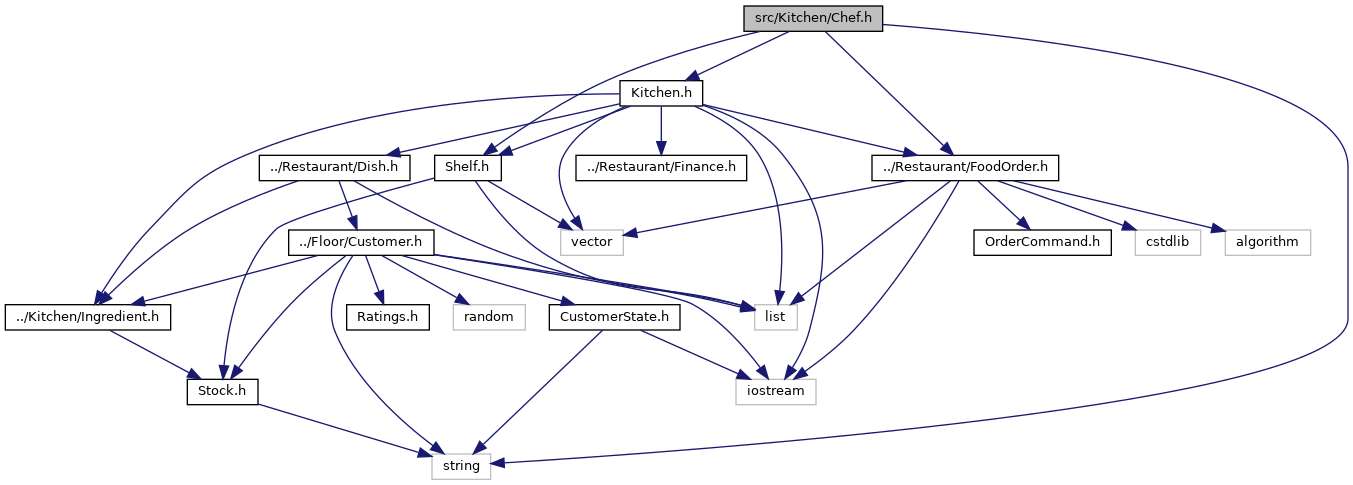 src/Kitchen/Chef.h
Kitchen.h
../Restaurant/Dish.h
Shelf.h
../Restaurant/Finance.h
../Restaurant/FoodOrder.h
../Floor/Customer.h
vector
OrderCommand.h
cstdlib
algorithm
../Kitchen/Ingredient.h
Ratings.h
random
CustomerState.h
list
Stock.h
iostream
string